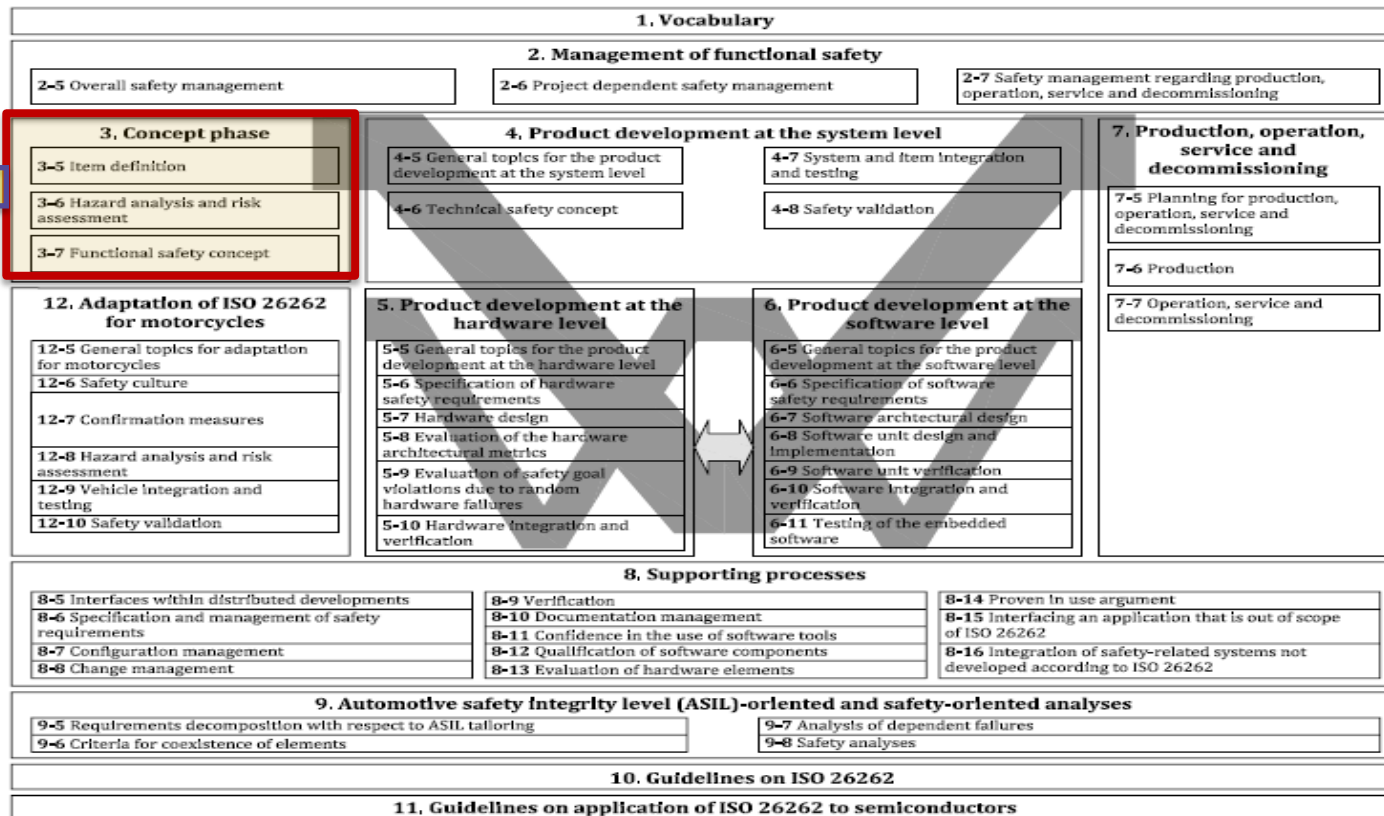 1. Vocabulary
2. Management of functional safety
2-5 Overall safety management
2-6 Project dependent safety management
2-7 Safety management regarding production,
operation, service and decommissioning
3. Concept phase
3-5 Item definition
3-6 Hazard analysis and risk
assessment
3-7 Functional safety concept
4. Product development at the system level
4-5 General topics for the product
development at the system level
4-6 Technical safety concept
4-7 System and item integration
and testing
4-8 Safety validation
7. Production, operation,
service and
decommissioning
7-5 Planning for production,
operation, service and
decommissioning
7-6 Production
7-7 Operation, service and
decommissioning
12. Adaptation of ISO 26262
for motorcycles
12-5 General topics for adaptation
for motorcycles
12-6 Safety culture
12-7 Confirmation measures
12-8 Hazard analysis and risk
assessment
12-9 Vehicle integration and
testing
12-10 Safety validation
5. Product development at the
hardware level
5-5 General topics for the product
development at the hardware level
5-6 Specification of hardware
safety requirements
5-7 Hardware design
5-8 Evaluation of the hardware
architectural metrics
5-9 Evaluation of safety goal
violations due to random
hardware failures
5-10 Hardware integration and
verification
6. Product development at the
software level
6-5 General topics for the product
development at the software level
6-6 Specification of software
safety requirements
6-7 Software archtectural design
6-8 Software unit design and
implementation
6-9 Software unit verification
6-10 Software integration and
verification
6-11 Testing of the embedded
software
8. Supporting processes
8-5 Interfaces within distributed developments
8-6 Specification and management of safety
requirements
8-7 Configuration management
8-8 Change management
8-9 Verification
8-10 Documentation management
8-11 Confidence in the use of software tools
8-12 Qualification of software components
8-13 Evaluation of hardware elements
8-14 Proven in use argument
8-15 Interfacing an application that is out of scope
of ISO 26262
8-16 Integration of safety-related systems not
developed according to ISO 26262
9. Automotive safety integrity level (ASIL)-oriented and safety-oriented analyses
9-5 Requirements decomposition with respect to ASIL tailoring
9-6 Criteria for coexistence of elements
9-7 Analysis of dependent failures
9-8 Safety analyses
10. Guidelines on ISO 26262
11. Guidelines on application of ISO 26262 to semiconductors